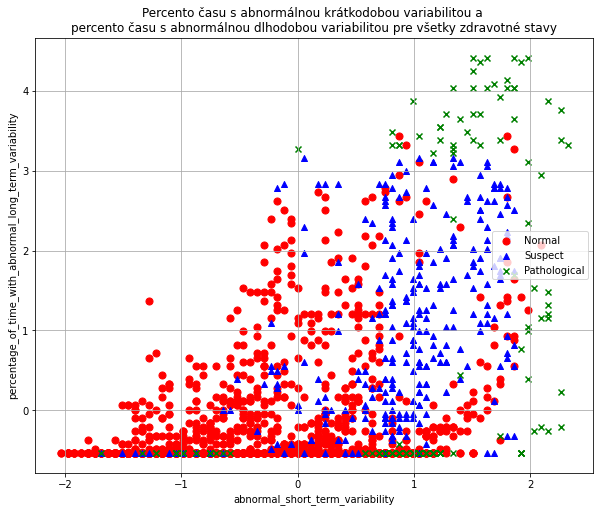 Percento času s abnormálnou krátkodobou variabilitou a
percento času s abnormálnou dlhodobou variabilitou pre všetky zdravotné stavy
percentage_of_time_with_abnormal_long_term_variability
4
3
2
1
0
Normal
Suspect
Pathological
−2
−1
0
1
2
abnormal_short_term_variability